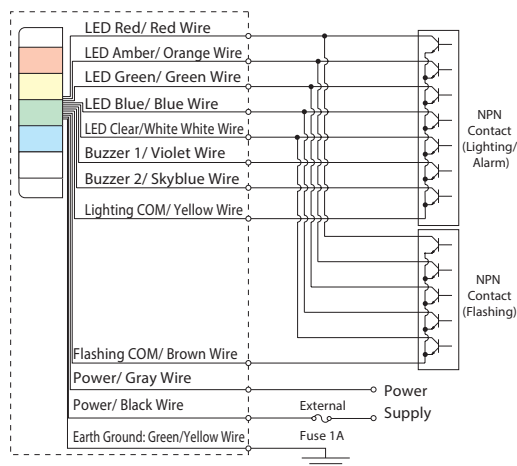 LED Red/ Red Wire
LED Amber/ Orange Wire
LED Green/ Green Wire
LED Blue/ Blue Wire
LED Clear/White White Wire
Buzzer 1/ Violet Wire
Buzzer 2/ Skyblue Wire
Lighting COM/ Yellow Wire
NPN
Contact
(Lighting/
Alarm)
NPN
Contact
(Flashing)
Flashing COM/ Brown Wire
Power/ Gray Wire
Power/ Black Wire
Earth Ground: Green/Yellow Wire
External
Fuse 1A
Power
Supply